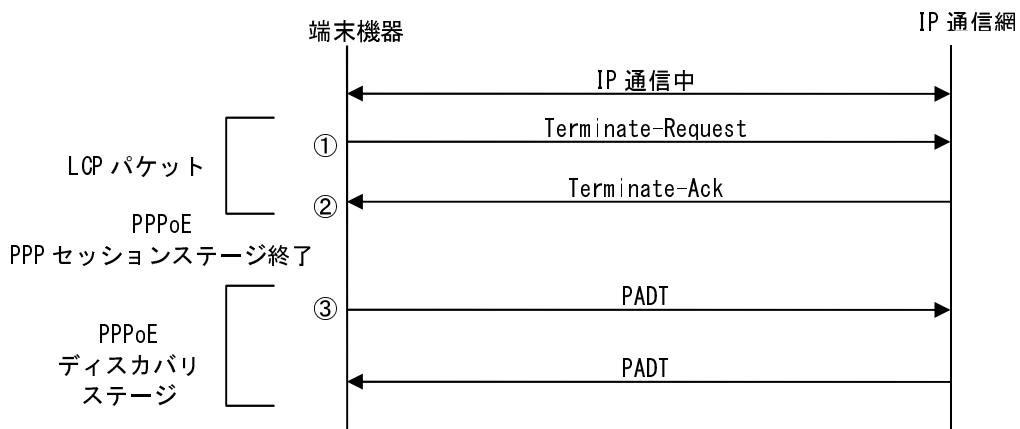 端末機器
IP 通信網
IP 通信中
Terminate-Request
①
LCP パケット
Terminate-Ack
②
PPPoE
PPP セッションステージ終了
PADT
③
PPPoE
ディスカバリ
ステージ
PADT